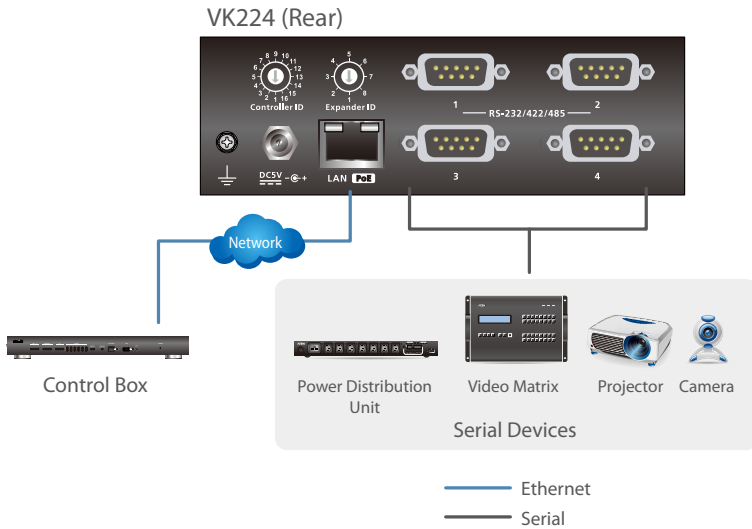 VK224 (Rear)
7 8 9 10 11
6 12
5 13
4 14
3 15
2 1 16
Controller ID
4 5 6
3 7
2 1 8
Expander ID
1
RS-232/422/485
2
DC5V - +
LAN PoE
3
4
Network
Control Box
Power Distribution
Unit
Video Matrix
Projector
Camera
Serial Devices
Ethernet
Serial